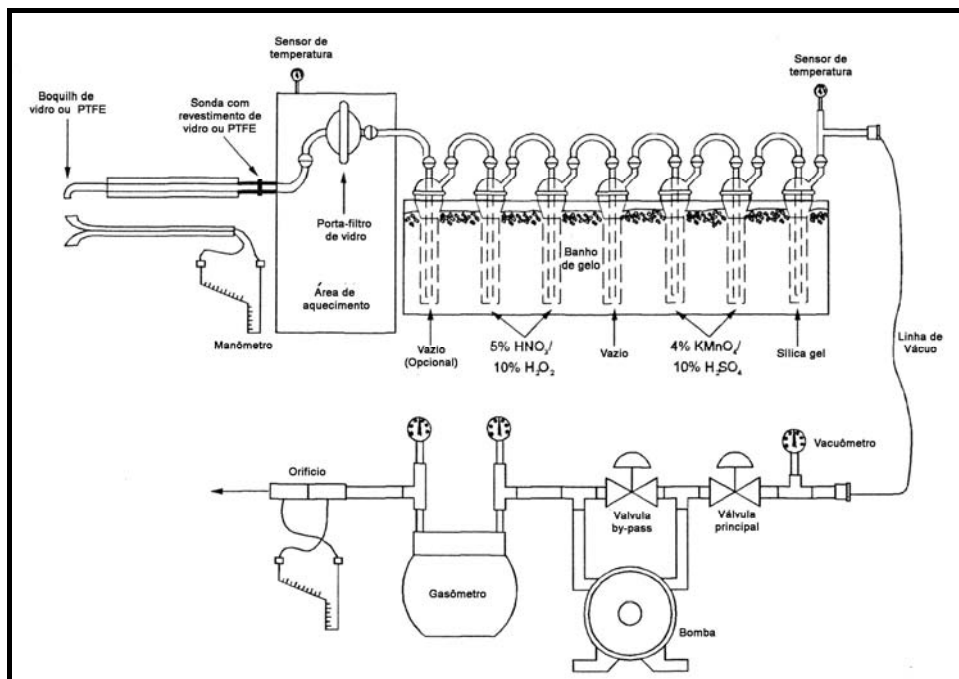 Sensor de
temperatura
Sensor de
temperatura
Boquilh de
vidro ou PTFE
Sonda com
revestimento de
vidro ou PTFE
Porta-filtro
de vidro
Banho
de gelo
Área de
aquecimento
Manômetro
Vazio
(Opcional)
5% HNO3/
10% H2O2
Vazio
4% KMnO4/
10% H2SO4
Sílica gel
Linha de
Vácuo
Vacuômetro
Orifício
Valvula
by-pass
Válvula
principal
Gasômetro
Bomba